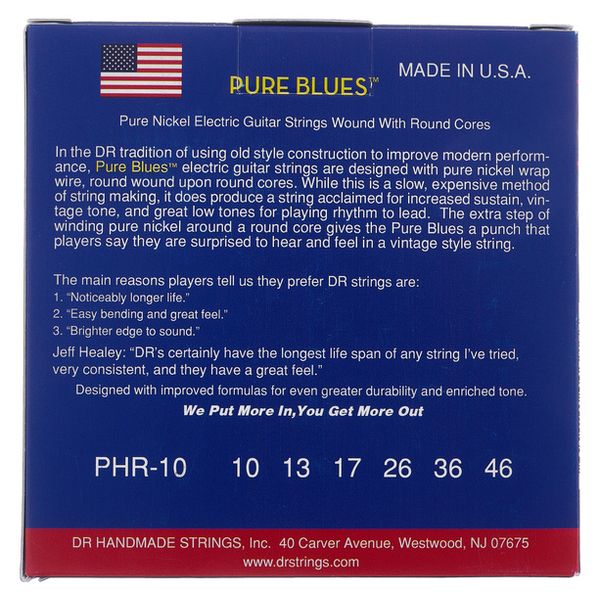 PURE BLUES™
MADE IN U.S.A.
Pure Nickel Electric Guitar Strings Wound With Round Cores
In the DR tradition of using old style construction to improve modern perform-
ance, Pure Blues™ electric guitar strings are designed with pure nickel wrap
wire, round wound upon round cores. While this is a slow, expensive method
of string making, it does produce a string acclaimed for increased sustain, vin-
tage tone, and great low tones for playing rhythm to lead. The extra step of
winding pure nickel around a round core gives the Pure Blues a punch that
players say they are surprised to hear and feel in a vintage style string.
The main reasons players tell us they prefer DR strings are:
1. “Noticeably longer life.”
2. “Easy bending and great feel.”
3. “Brighter edge to sound.”
Jeff Healey: “DR's certainly have the longest life span of any string I've tried,
very consistent, and they have a great feel.”
Designed with improved formulas for even greater durability and enriched tone.
We Put More In,You Get More Out
PHR-10 10 13 17 26 36 46
DR HANDMADE STRINGS, Inc. 40 Carver Avenue, Westwood, NJ 07675
www.drstrings.com